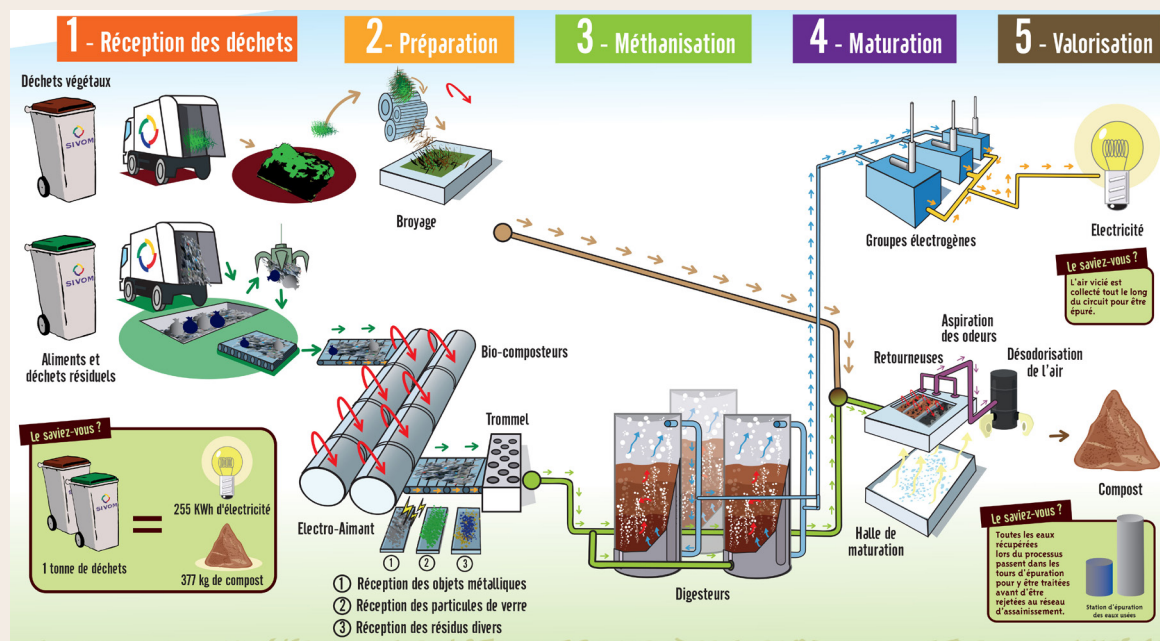 1 - Réception des déchets
2 - Préparation
3 - Méthanisation
4 - Maturation
5 - Valorisation
Déchets végétaux
SIVOM
Broyage
Groupes électrogènes
Electricité
Le saviez-vous ?
L'air vicié est
collecté tout le long
du circuit pour être
épuré.
SIVOM
Aliments et
déchets résiduels
Bio-composteurs
Trommel
Electro-Aimant
1
2
3
1 Réception des objets métalliques
2 Réception des particules de verre
3 Réception des résidus divers
Digesteurs
Aspiration
des odeurs
Retourneuses
Désodorisation
de l'air
Halle de
maturation
Compost
Le saviez-vous ?
SIVOM
SIVOM
=
1 tonne de déchets
255 KWh d'électricité
377 kg de compost
Le saviez-vous ?
Toutes les eaux
récupérées
lors du processus
passent dans les
tours d'épuration
pour y être traitées
avant d'être
rejetées au réseau
d'assainissement.
Station d'épuration
des eaux usées